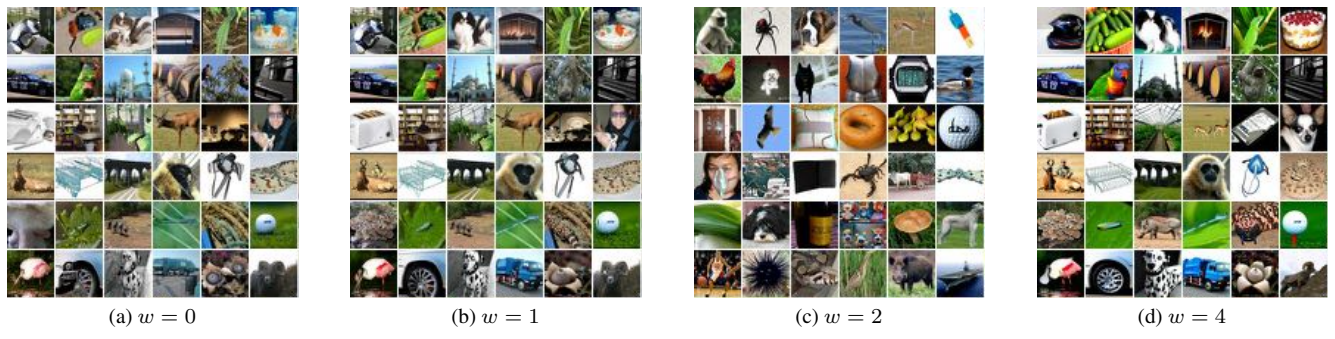 (a) w = 0
(b) w = 1
(c) w = 2
(d) w = 4